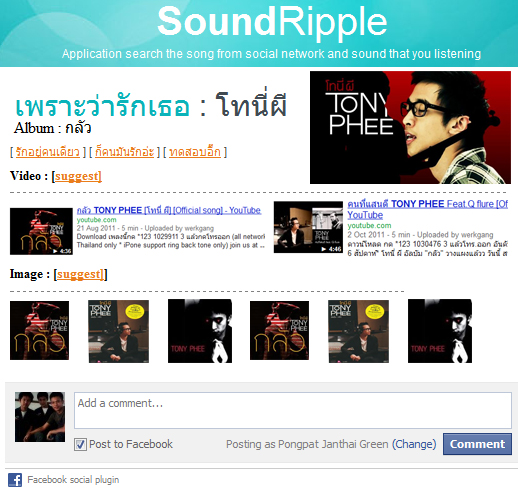 SoundRipple
Application search the song from social network and sound that you listening
เพราะว่ารักเธอ : โทนี่ผี
Album : กลัว
[ รักอยู่คนเดียว ] [ ก็คนมันรักอ่ะ ] [ ทดสอบอิ๊ก ]
โทนี่ ผี
TONY
PHEE
Video : [suggest]
กลัว TONY PHEE [โทนี่ ผี] [Official song] - YouTube
youtube.com
21 Aug 2011 - 5 min - Uploaded by werkgang
Download เพลงนี้กด *123 1029911 3 แล้วกดโทรออก (all network
Thailand only * iPone support ring back tone only) join us at ...
กลัว
4:36
คนที่แสนดี TONY PHEE Feat.Q flure [Of
YouTube
youtube.com
2 Oct 2011 - 5 min - Uploaded by werkgang
ดาวน์โหลด กด *123 1030476 3 แล้วโทร.ออก อันดั
6 สัปดาห์ "โทนี่ ผี อัลบั้ม "กลัว" วางแผงแล้ว วันนี้ ส
4:46
Image : [suggest]]
TONY PHEE
กลัว
TONY
PHEE
TONY PHEE
TONY PHEE
กลัว
TONY
PHEE
TONY PHEE
Add a comment...
Post to Facebook
Posting as Pongpat Janthai Green (Change)
Comment
Facebook social plugin